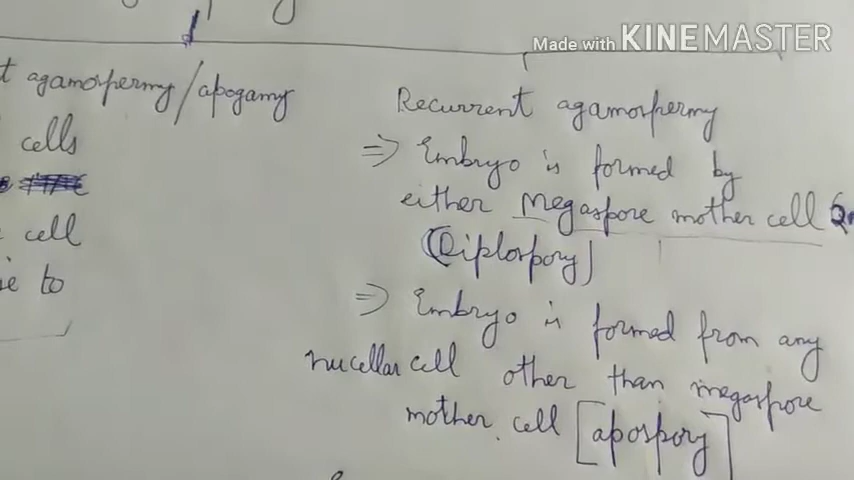 Made with KINEMASTER
agamospermy/apogamy
cells
cell
to
Recurrent agamospermy
⇒ Embryo is formed by
either megaspore mother cell
(Diplospory)
⇒ Embryo is formed from any
nucellar cell other than megaspore
mother cell [apospory]